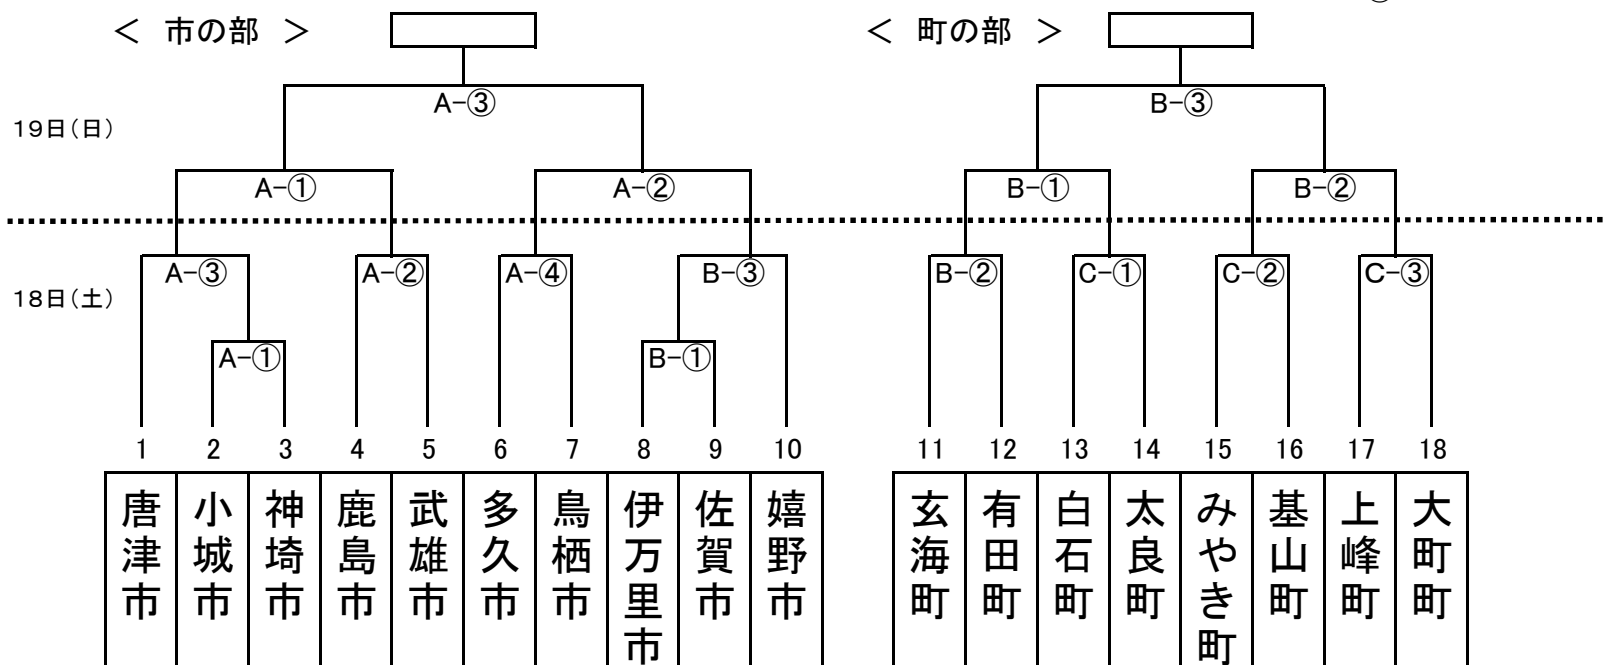 ＜ 市の部 ＞
＜ 町の部 ＞
A-③
B-③
19日(日)
A-①
A-②
B-①
B-②
A-③
A-②
A-④
B-③
B-②
C-①
C-②
C-③
18日(土)
A-①
B-①
1 2 3 4 5 6 7 8 9 10 11 12 13 14 15 16 17 18
唐津市
小城市
神埼市
鹿島市
武雄市
多久市
鳥栖市
伊万里市
佐賀市
嬉野市
玄海町
有田町
白石町
太良町
みやき町
基山町
上峰町
大町町